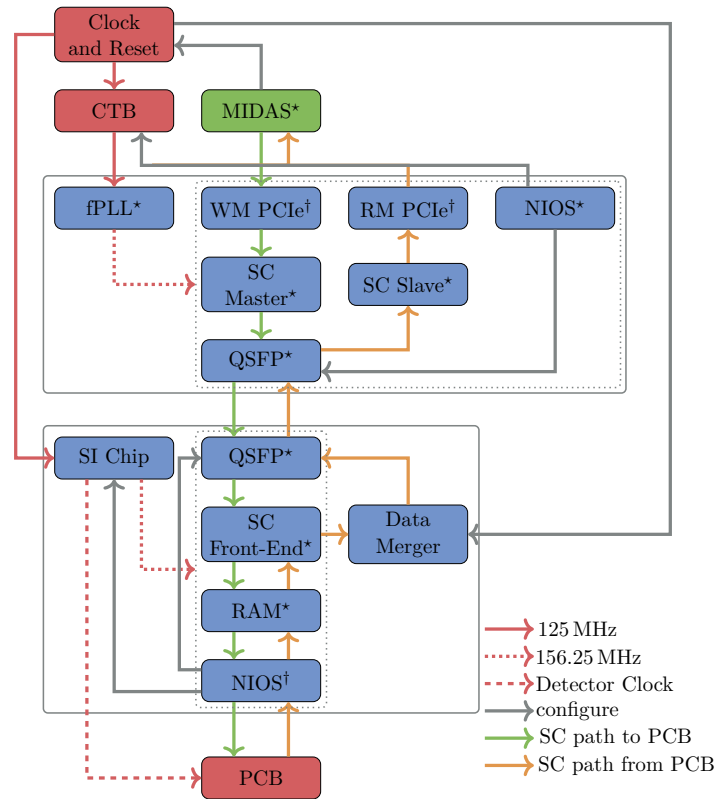 Clock
and Reset
CTB
MIDAS⋆
fPLL⋆
WM PCIe†
RM PCIe†
NIOS⋆
SC
Master⋆
SC Slave⋆
QSFP⋆
SI Chip
QSFP⋆
SC
Front-End⋆
Data
Merger
RAM⋆
NIOS†
PCB
125 MHz
156.25 MHz
Detector Clock
configure
SC path to PCB
SC path from PCB